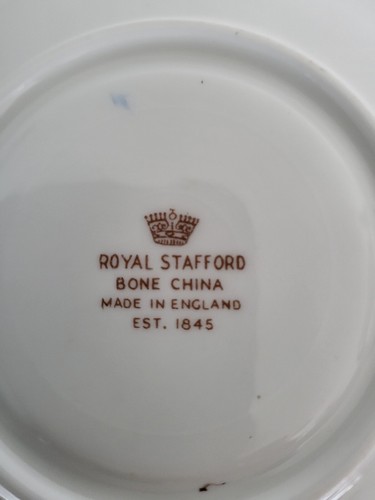 ROYAL STAFFORD
BONE CHINA
MADE IN ENGLAND
EST. 1845